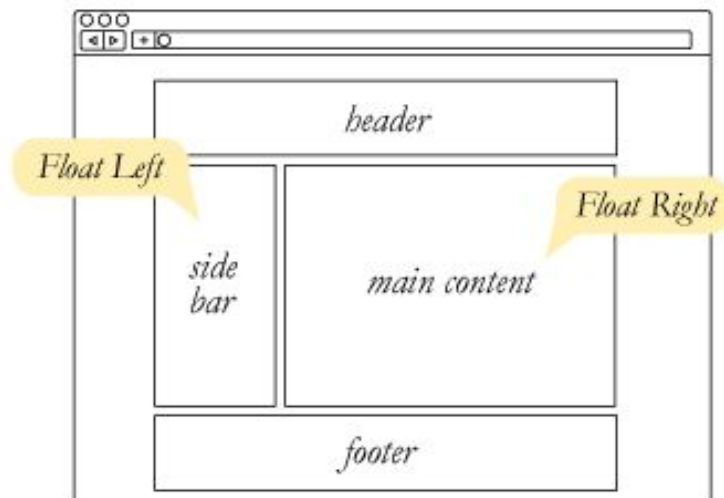 header
Float Left
Float Right
side
bar
main content
footer